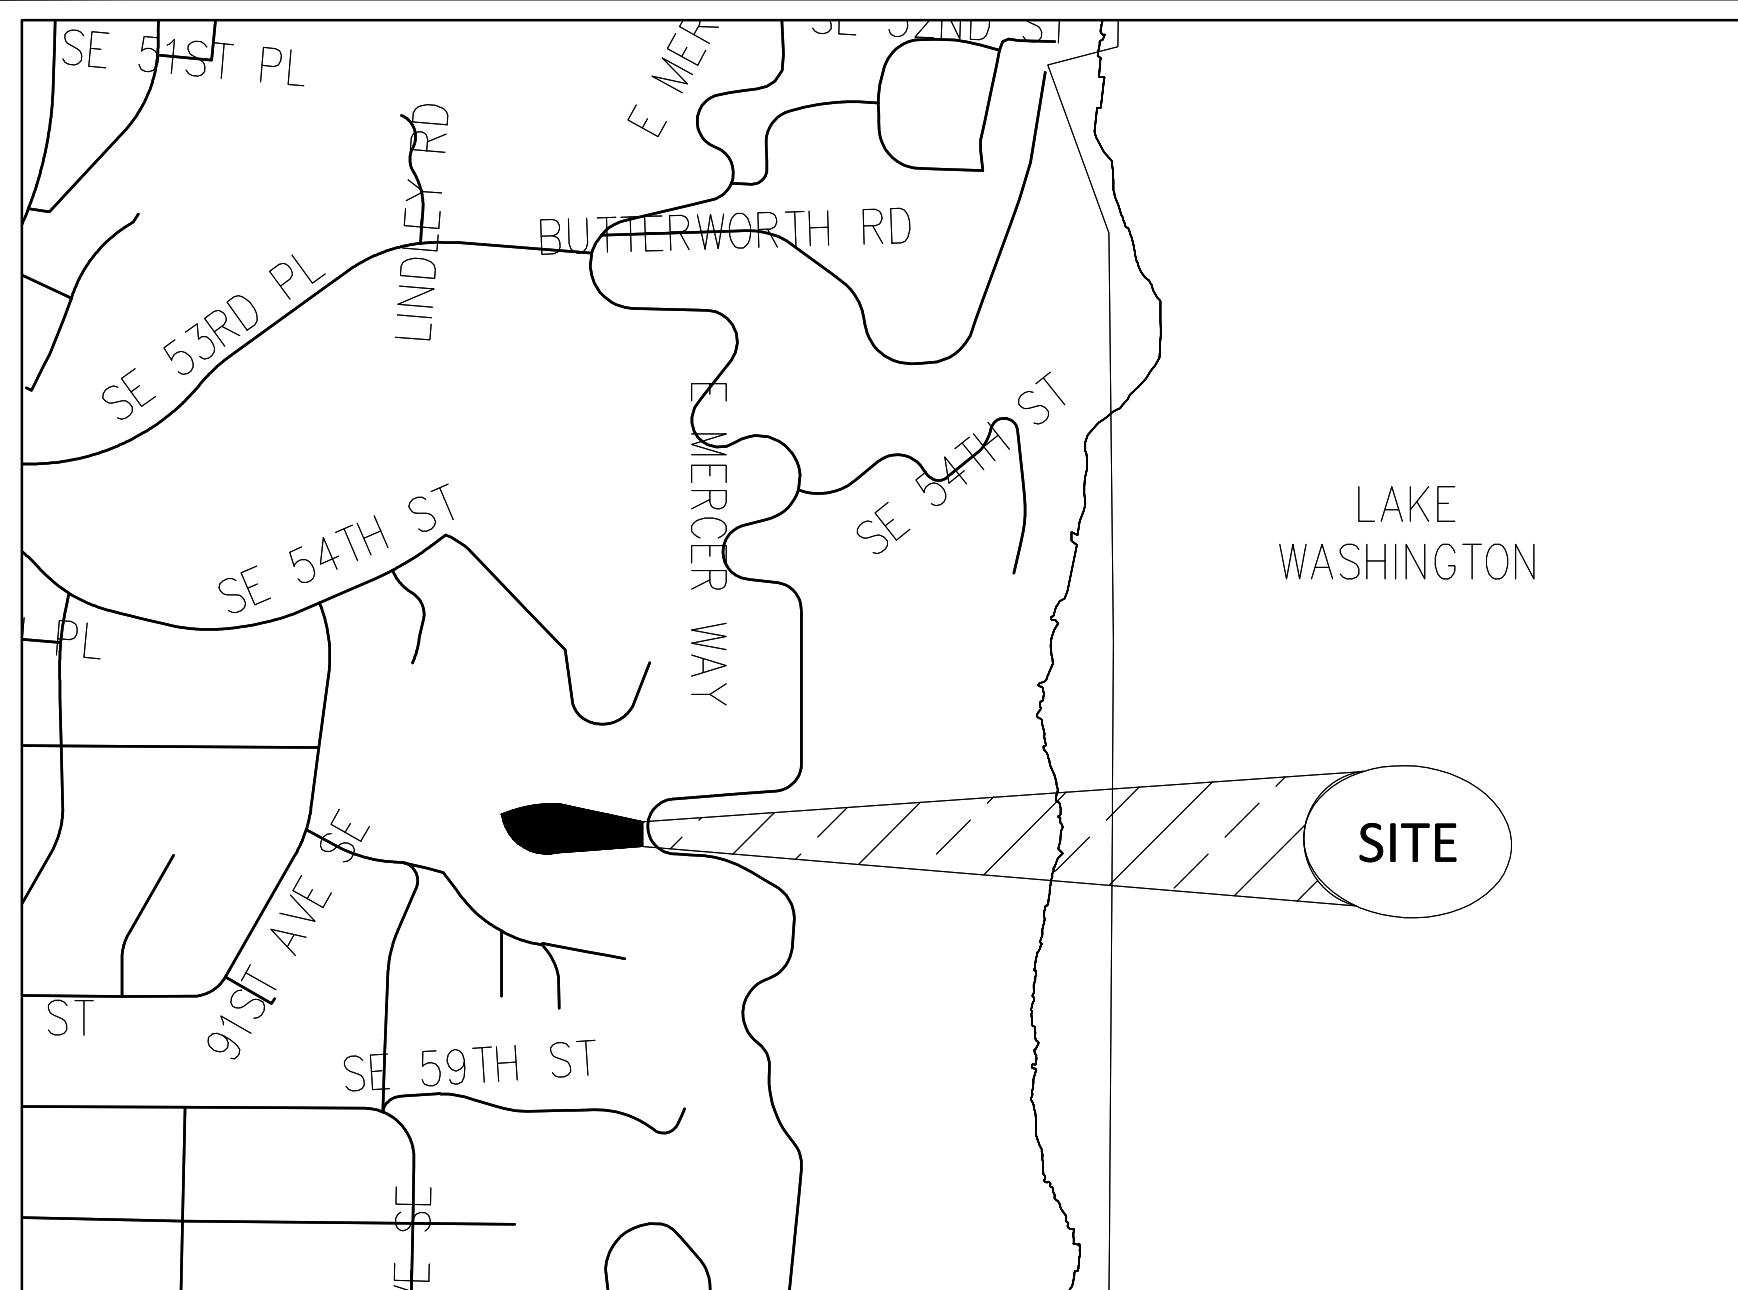 SE 52ND ST
SE 51ST PL
E MER
LINDLEY RD
BUTTERWORTH RD
SE 53RD PL
E MERCER WAY
SE 54TH ST
SE 54TH ST
LAKE
WASHINGTON
PL
SITE
91ST AVE SE
ST
SE 59TH ST
VE SE